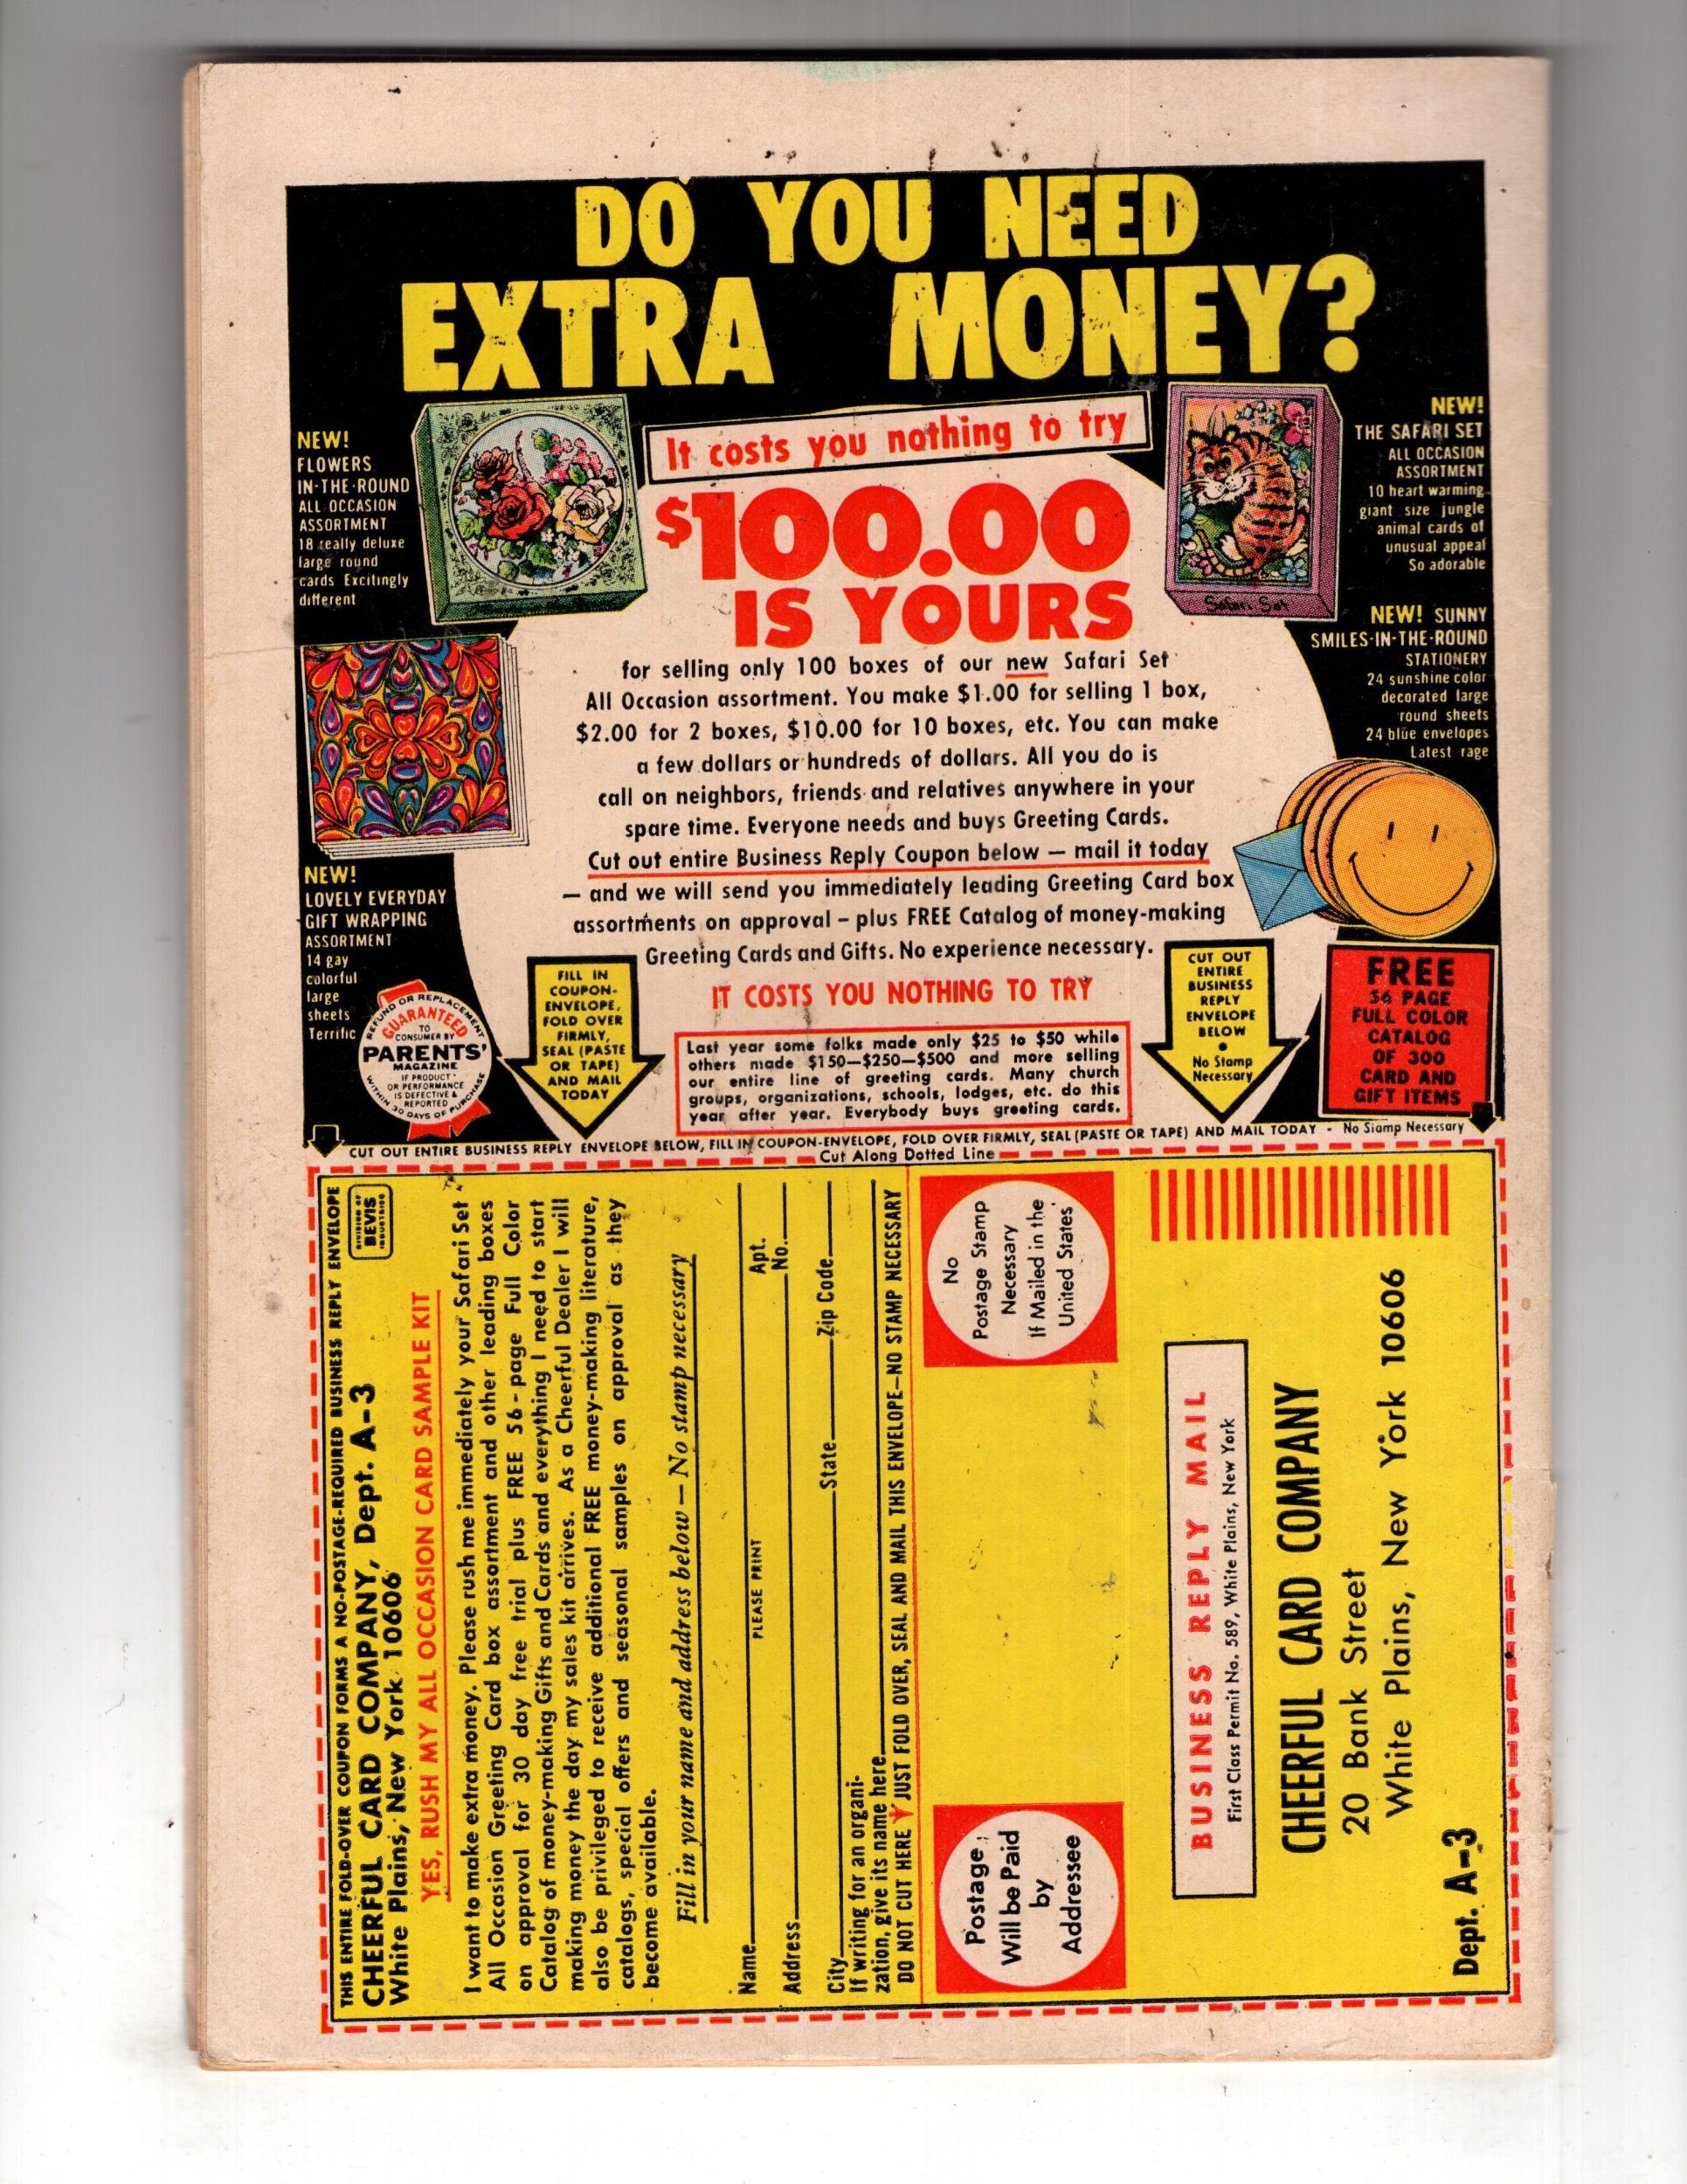 DO YOU NEED
EXTRA MONEY?
It costs you nothing to try
$100.00
IS YOURS
NEW!
FLOWERS
IN-THE-ROUND
ALL OCCASION
ASSORTMENT
18 really deluxe
large round
cards Excitingly
different
NEW!
THE SAFARI SET
ALL OCCASION
ASSORTMENT
10 heart warming
giant size jungle
animal cards of
unusual appeal
So adorable
Safari Set
NEW! SUNNY
SMILES-IN-THE-ROUND
STATIONERY
24 sunshine color
decorated large
round sheets
24 blue envelopes
Latest rage
for selling only 100 boxes of our new Safari Set
All Occasion assortment. You make $1.00 for selling 1 box,
$2.00 for 2 boxes, $10.00 for 10 boxes, etc. You can make
a few dollars or hundreds of dollars. All you do is
call on neighbors, friends and relatives anywhere in your
spare time. Everyone needs and buys Greeting Cards.
Cut out entire Business Reply Coupon below — mail it today
— and we will send you immediately leading Greeting Card box
assortments on approval – plus FREE Catalog of money-making
Greeting Cards and Gifts. No experience necessary.
IT COSTS YOU NOTHING TO TRY
NEW!
LOVELY EVERYDAY
GIFT WRAPPING
ASSORTMENT
14 gay
colorful
large
sheets
Terrific
REFUND OR REPLACEMENT
GUARANTEED
TO
CONSUMER BY
PARENTS'
MAGAZINE
IF PRODUCT
OR PERFORMANCE
IS DEFECTIVE &
REPORTED
WITHIN 30 DAYS OF PURCHASE
FILL IN
COUPON-
ENVELOPE,
FOLD OVER
FIRMLY,
SEAL (PASTE
OR TAPE)
AND MAIL
TODAY
Last year some folks made only $25 to $50 while
others made $150—$250—$500 and more selling
our entire line of greeting cards. Many church
groups, organizations, schools, lodges, etc. do this
year after year. Everybody buys greeting cards.
CUT OUT
ENTIRE
BUSINESS
REPLY
ENVELOPE
BELOW
•
No Stamp
Necessary
FREE
56 PAGE
FULL COLOR
CATALOG
OF 300
CARD AND
GIFT ITEMS
CUT OUT ENTIRE BUSINESS REPLY ENVELOPE BELOW, FILL IN COUPON-ENVELOPE, FOLD OVER FIRMLY, SEAL (PASTE OR TAPE) AND MAIL TODAY - No Stamp Necessary
Cut Along Dotted Line
THIS ENTIRE FOLD-OVER COUPON FORMS A NO-POSTAGE-REQUIRED BUSINESS REPLY ENVELOPE
CHEERFUL CARD COMPANY, Dept. A-3
White Plains, New York 10606
DIVISION OF
BEVIS
INDUSTRIES
YES, RUSH MY ALL OCCASION CARD SAMPLE KIT
I want to make extra money. Please rush me immediately your Safari Set
All Occasion Greeting Card box assortment and other leading boxes
on approval for 30 day free trial plus FREE 56-page Full Color
Catalog of money-making Gifts and Cards and everything I need to start
making money the day my sales kit arrives. As a Cheerful Dealer I will
also be privileged to receive additional FREE money-making literature,
catalogs, special offers and seasonal samples on approval as they
become available.
Fill in your name and address below — No stamp necessary
Name
PLEASE PRINT
Address Apt. No.
City State Zip Code
If writing for an organi-
zation, give its name here
DO NOT CUT HERE JUST FOLD OVER, SEAL AND MAIL THIS ENVELOPE—NO STAMP NECESSARY
Postage
Will be Paid
by
Addressee
No
Postage Stamp
Necessary
If Mailed in the
United States
BUSINESS REPLY MAIL
First Class Permit No. 589, White Plains, New York
CHEERFUL CARD COMPANY
20 Bank Street
White Plains, New York 10606
Dept. A-3